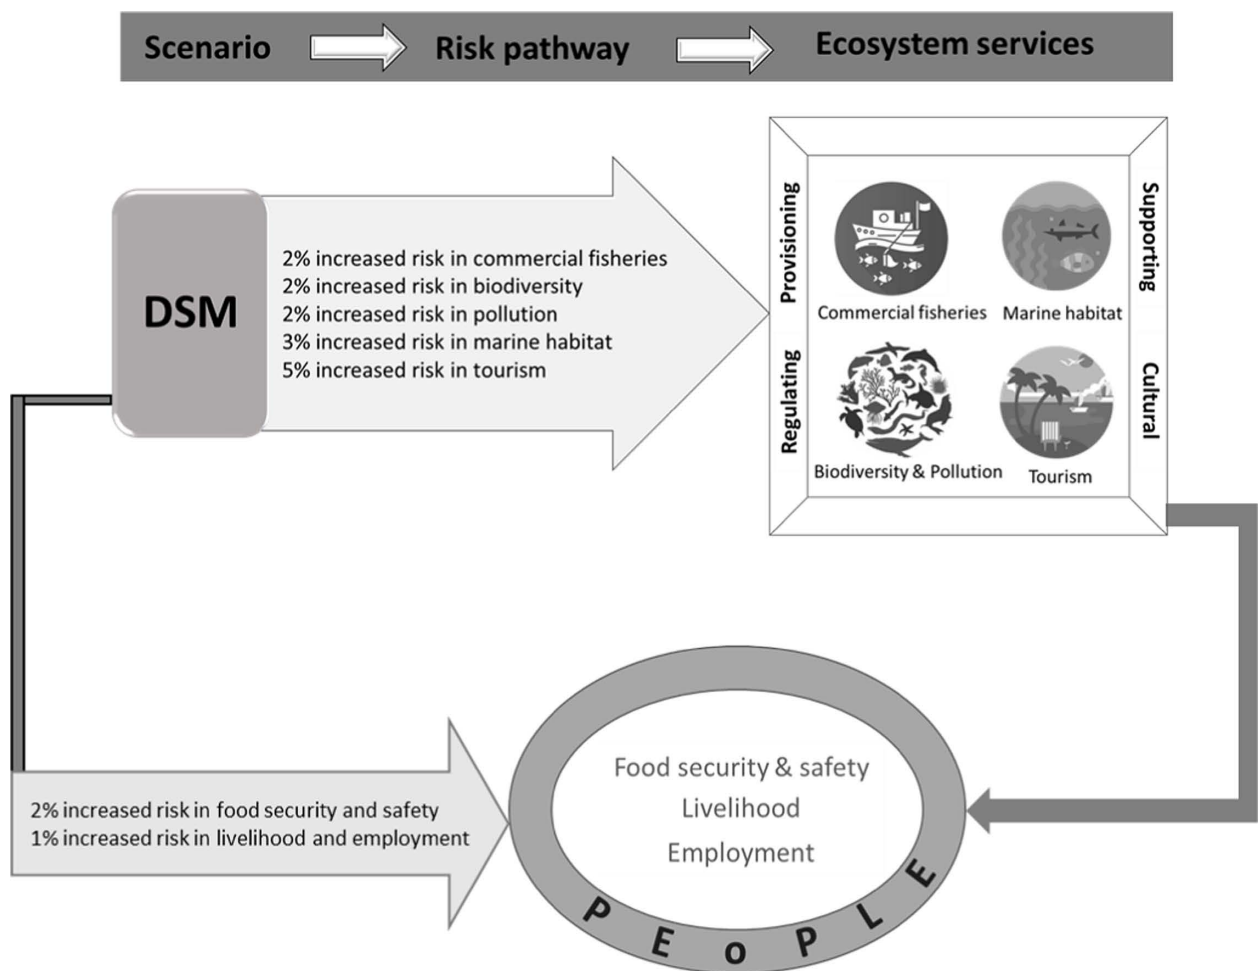 Scenario
Risk pathway
Ecosystem services
DSM
2% increased risk in commercial fisheries
2% increased risk in biodiversity
2% increased risk in pollution
3% increased risk in marine habitat
5% increased risk in tourism
Provisioning
Regulating
Supporting
Cultural
Commercial fisheries
Marine habitat
Biodiversity & Pollution
Tourism
2% increased risk in food security and safety
1% increased risk in livelihood and employment
Food security & safety
Livelihood
Employment
PEoPLE